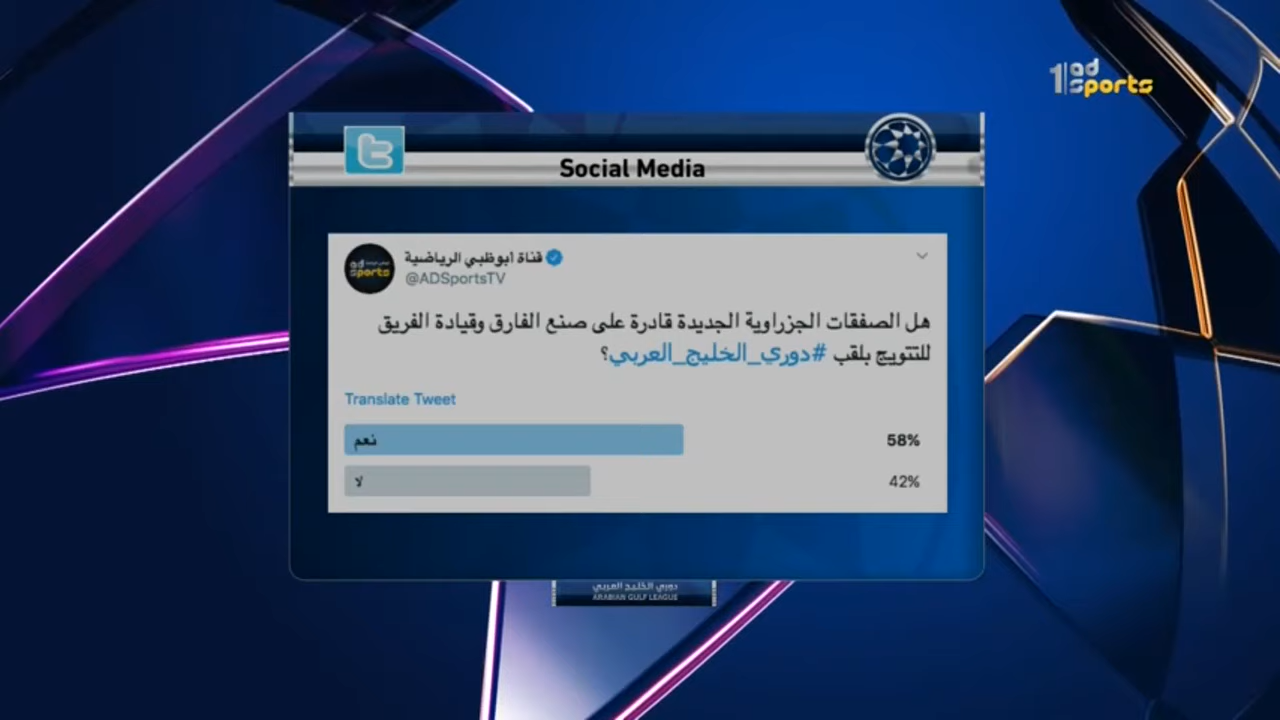 1 ad sports
Social Media
قناة أبوظبي الرياضية
@ADSportsTV
هل الصفقات الجزراوية الجديدة قادرة على صنع الفارق وقيادة الفريق
للتتويج بلقب #دوري_الخليج_العربي؟
Translate Tweet
نعم 58%
لا 42%
دوري الخليج العربي
ARABIAN GULF LEAGUE